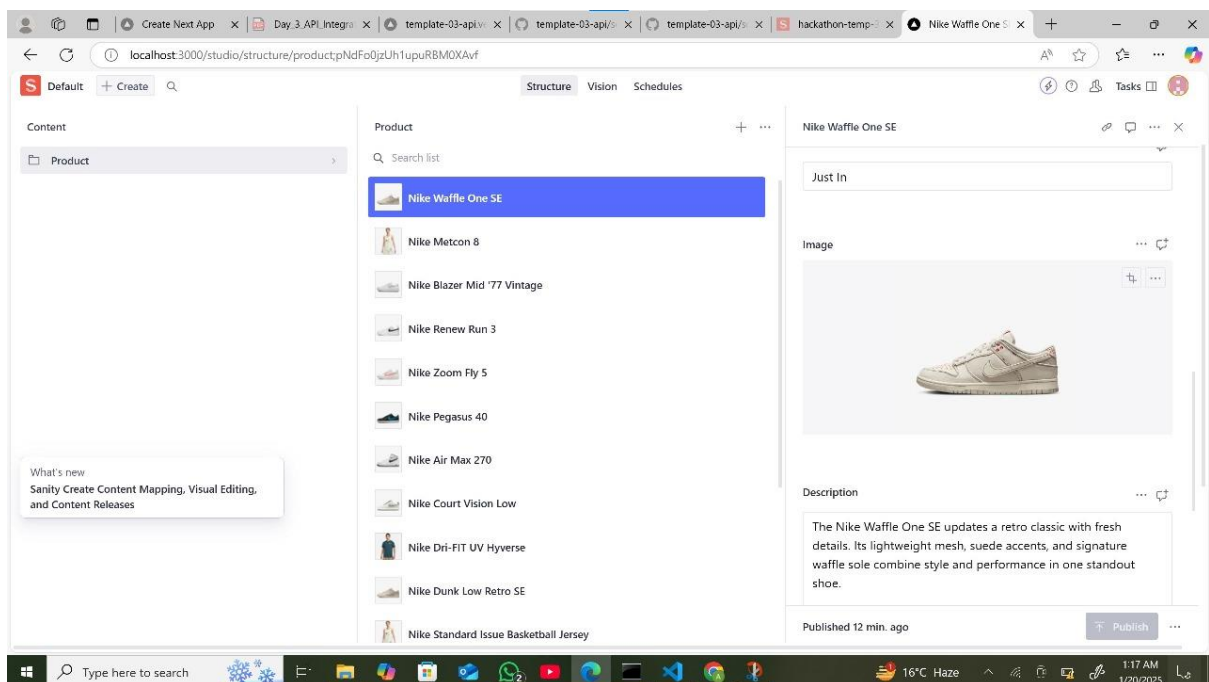 Create Next App
Day_3_API_Integra
template-03-api.ve
template-03-api/s
template-03-api/s
hackathon-temp-3
Nike Waffle One S
localhost:3000/studio/structure/product;pNdFo0jzUh1upuRBM0XAvf
S Default + Create
Structure Vision Schedules
Tasks
Content
Product
Product
Search list
Nike Waffle One SE
Nike Metcon 8
Nike Blazer Mid '77 Vintage
Nike Renew Run 3
Nike Zoom Fly 5
Nike Pegasus 40
Nike Air Max 270
Nike Court Vision Low
Nike Dri-FIT UV Hyverse
Nike Dunk Low Retro SE
Nike Standard Issue Basketball Jersey
What's new
Sanity Create Content Mapping, Visual Editing,
and Content Releases
Nike Waffle One SE
Just In
Image
Description
The Nike Waffle One SE updates a retro classic with fresh
details. Its lightweight mesh, suede accents, and signature
waffle sole combine style and performance in one standout
shoe.
Published 12 min. ago
Publish
Type here to search
16°C Haze
1:17 AM
1/20/2025